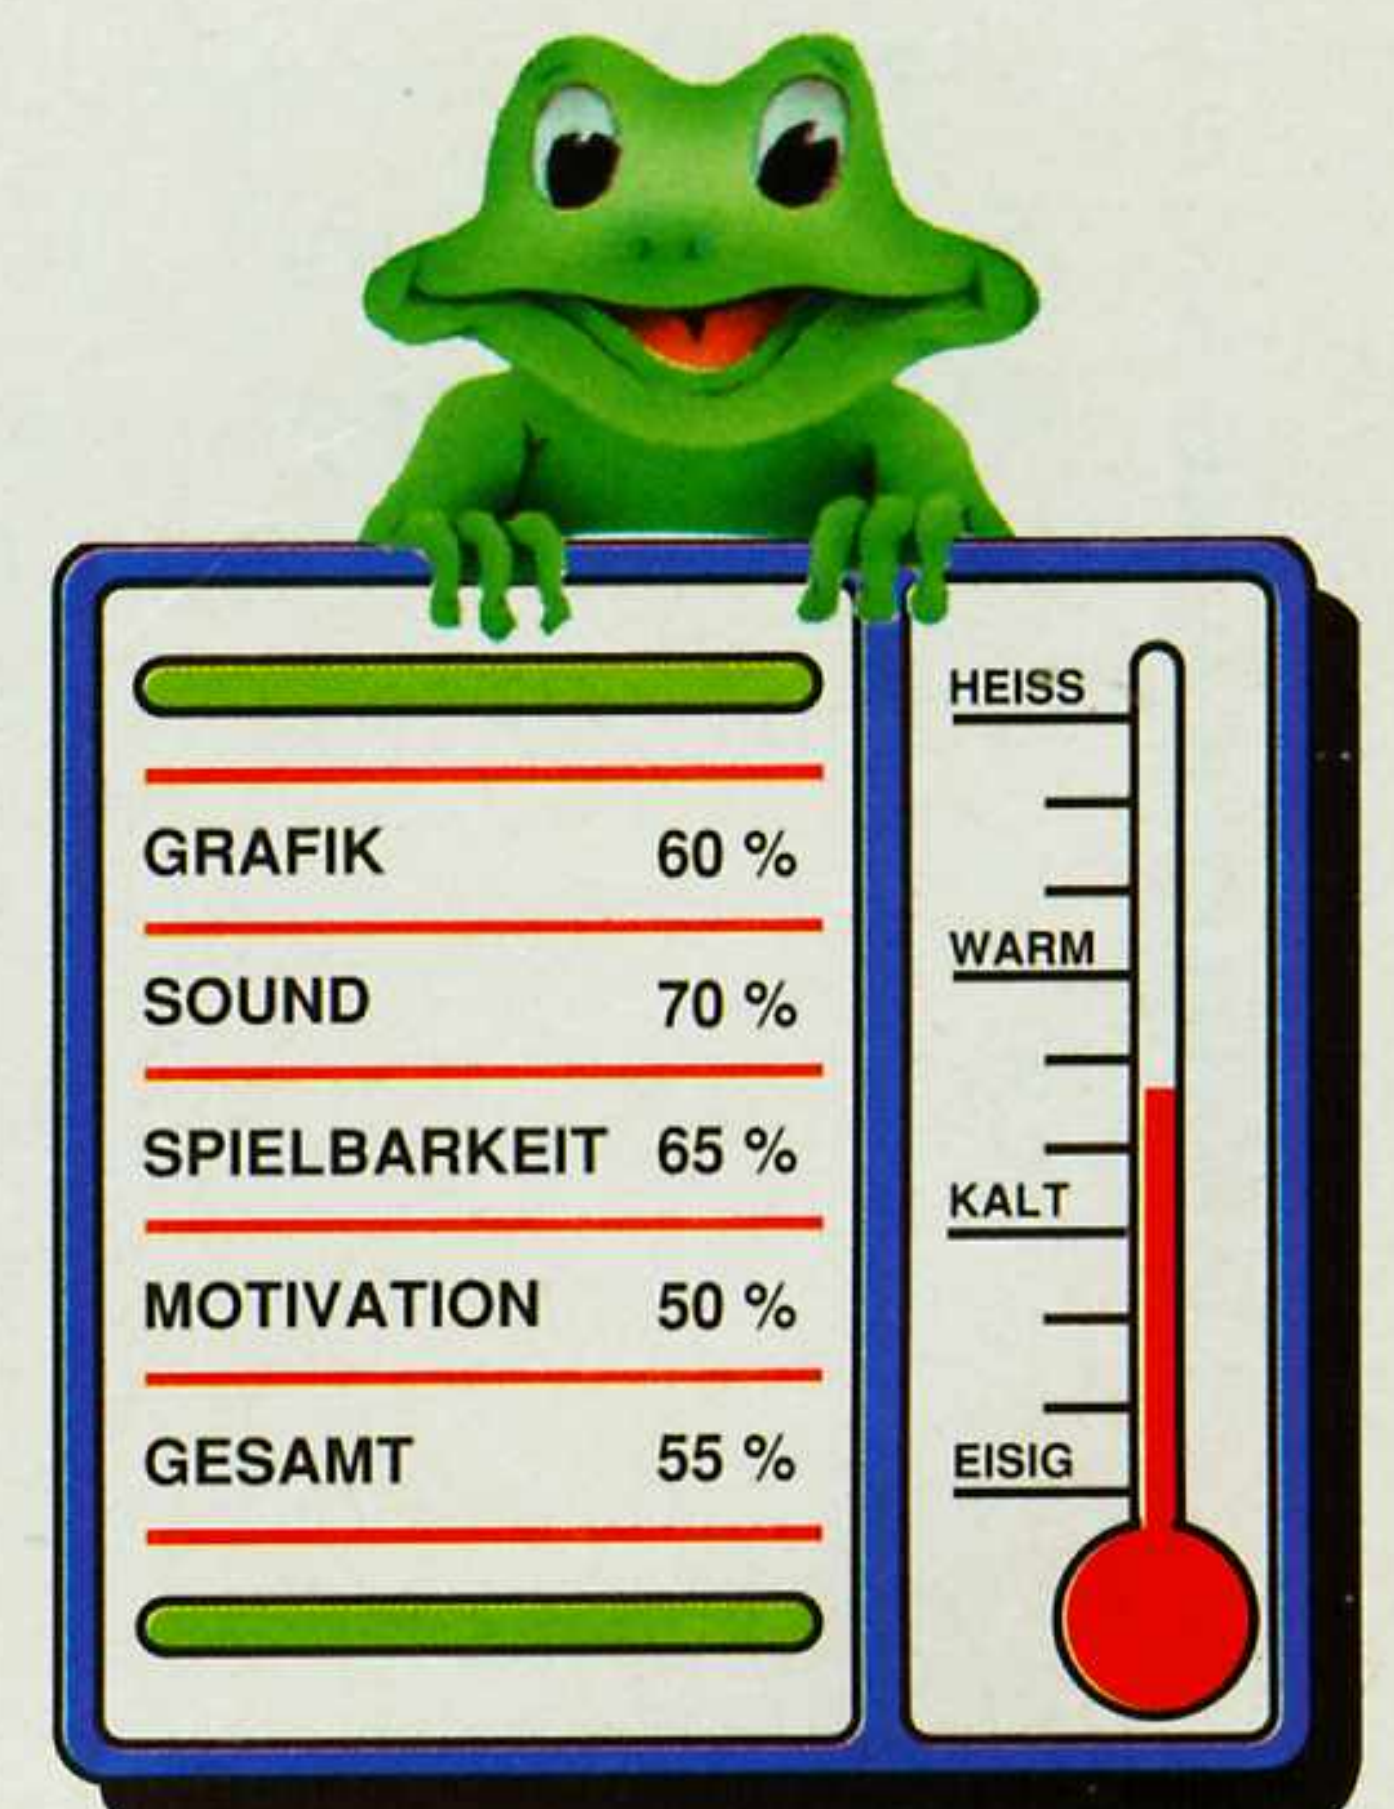 GRAFIK 60 %
SOUND 70 %
SPIELBARKEIT 65 %
MOTIVATION 50 %
GESAMT 55 %
HEISS
WARM
KALT
EISIG